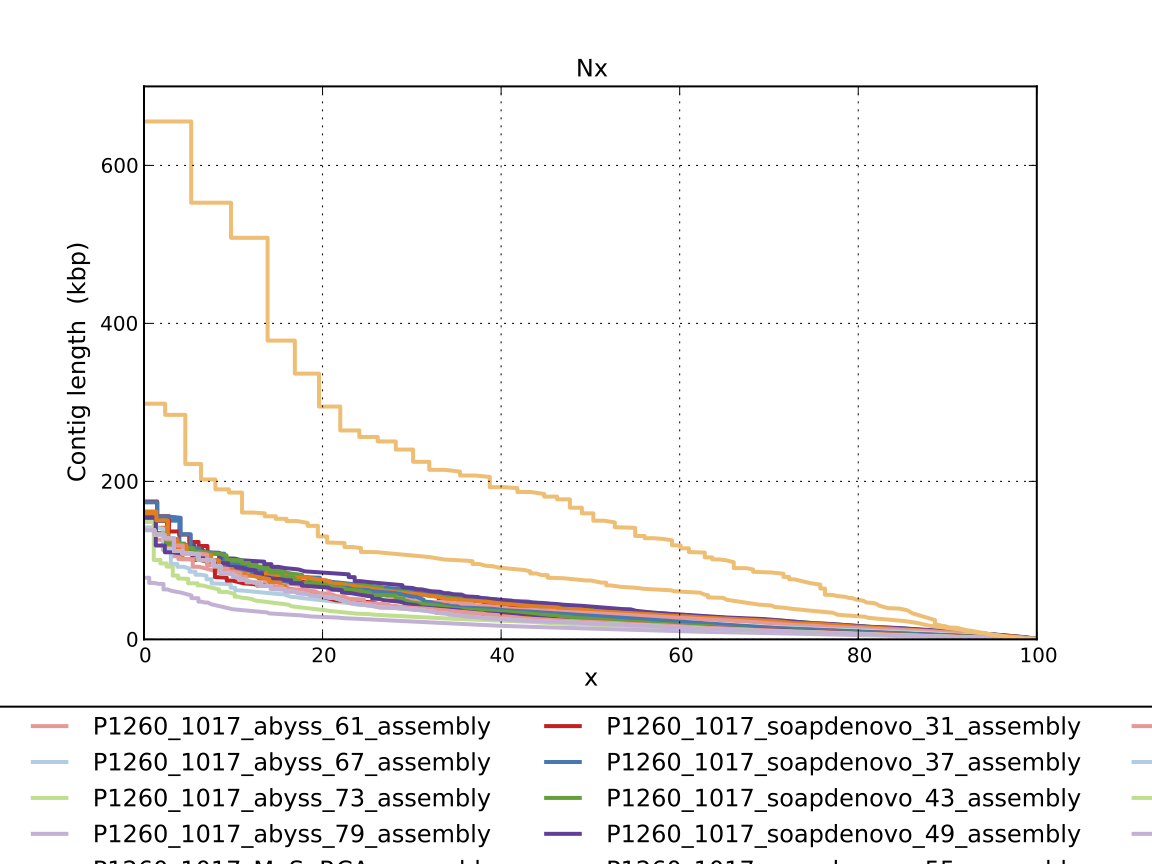 Nx
600
400
200
0
Contig length (kbp)
0 20 40 60 80 100
x
P1260_1017_abyss_61_assembly P1260_1017_soapdenovo_31_assembly
P1260_1017_abyss_67_assembly P1260_1017_soapdenovo_37_assembly
P1260_1017_abyss_73_assembly P1260_1017_soapdenovo_43_assembly
P1260_1017_abyss_79_assembly P1260_1017_soapdenovo_49_assembly